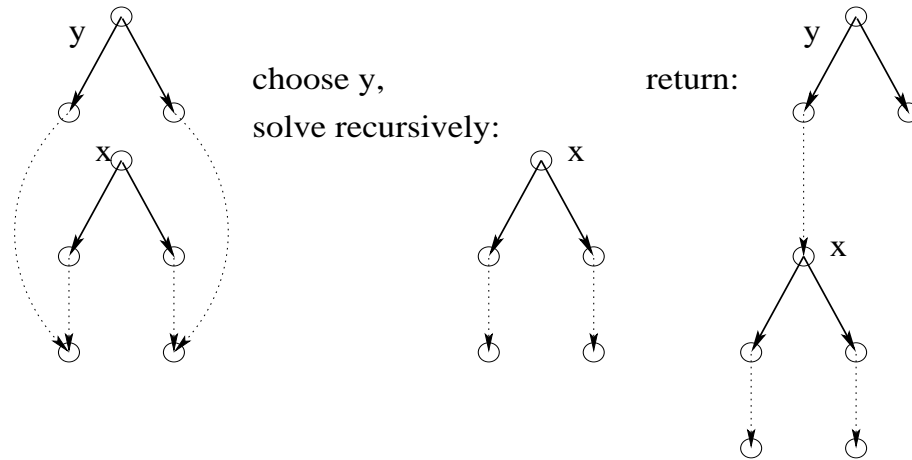 y
choose y,
solve recursively:
return:
y
x
x
x